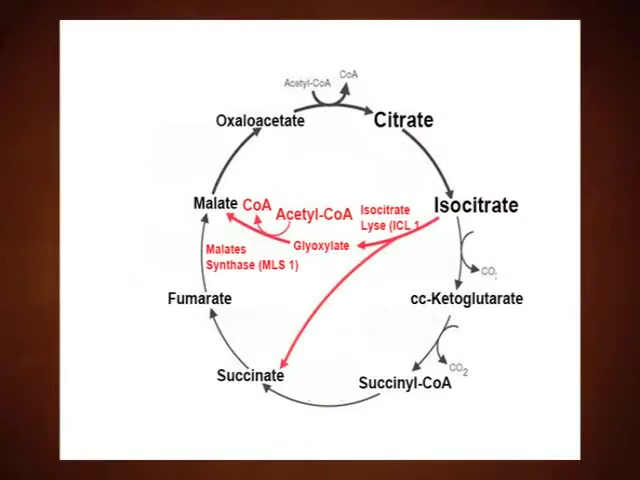 Acetyl-CoA
CoA
Oxaloacetate
Citrate
Malate
CoA
Acetyl-CoA
Isocitrate
Lyse (ICL 1
Isocitrate
Glyoxylate
Malates
Synthase (MLS 1)
CO2
Fumarate
cc-Ketoglutarate
CO2
Succinate
Succinyl-CoA